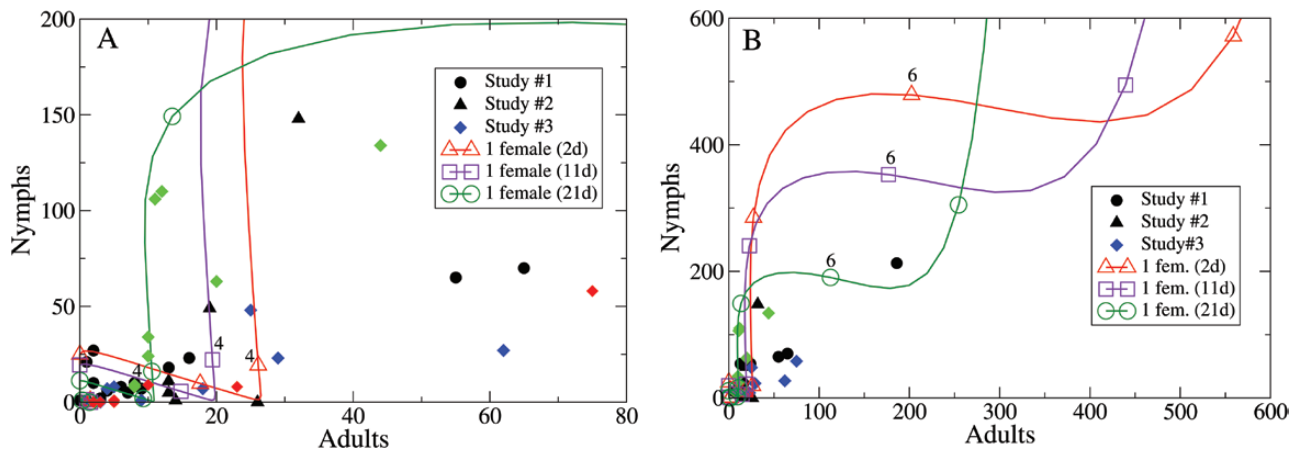 A
Nymphs
200
150
100
50
0
0
20
40
60
80
Adults
Study #1
Study #2
Study #3
1 female (2d)
1 female (11d)
1 female (21d)
4
4
4
B
Nymphs
600
400
200
0
0
100
200
300
400
500
600
Adults
6
6
6
Study #1
Study #2
Study#3
1 fem. (2d)
1 fem. (11d)
1 fem. (21d)